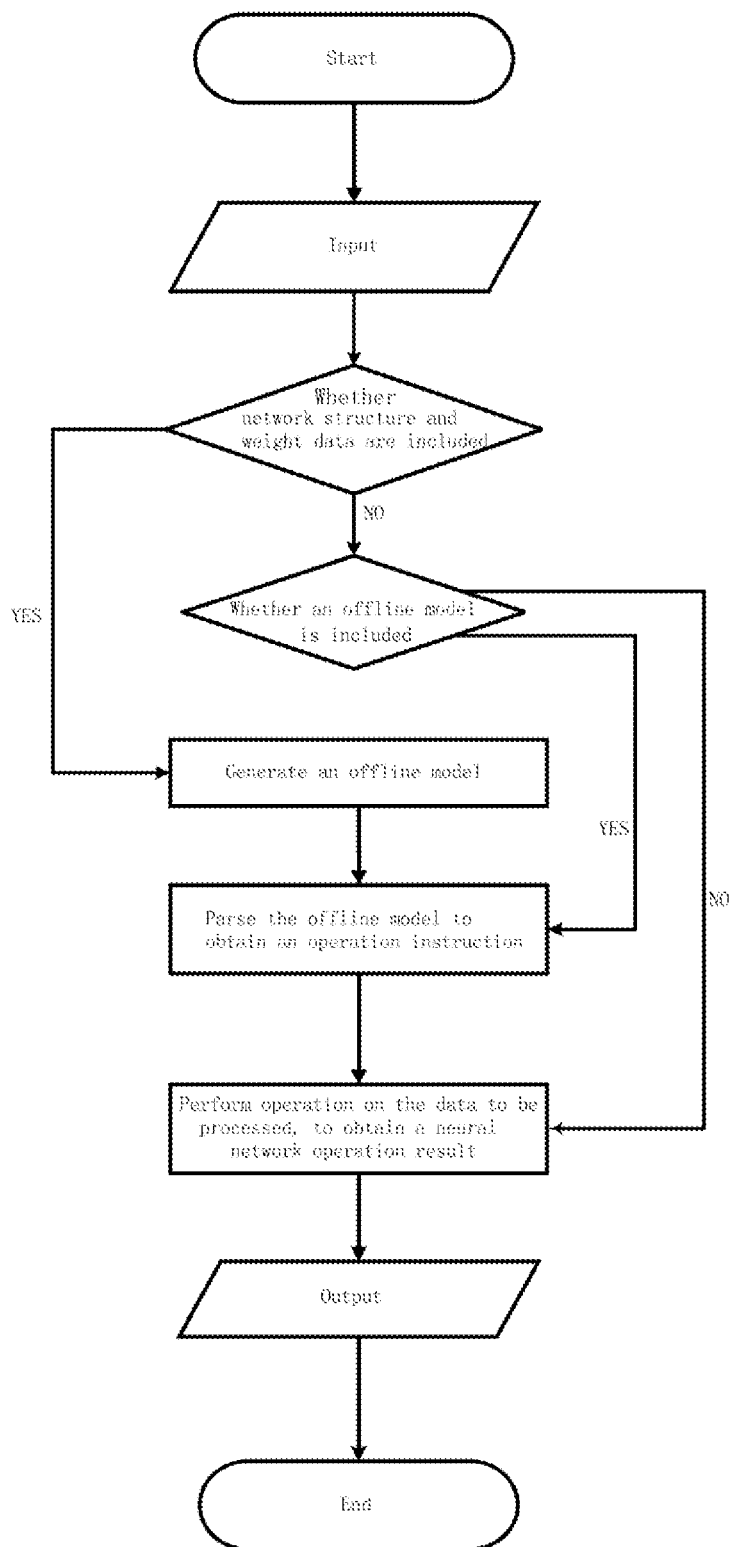 Start
Input
Whether
network structure and
weight data are included
NO
Whether an offline model
is included
YES
Generate an offline model
YES
NO
Parse the offline model to
obtain an operation instruction
Perform operation on the data to be
processed, to obtain a neural
network operation result
Output
End